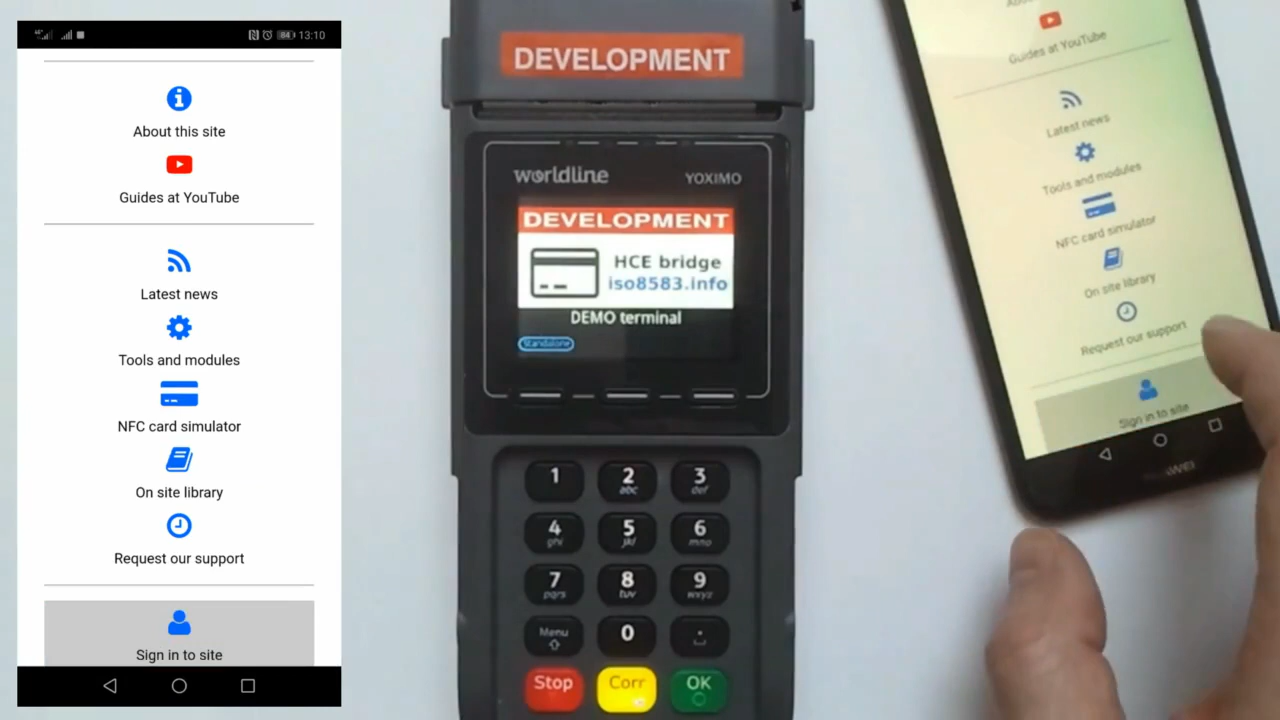 84 13:10
About this site
Guides at YouTube
Latest news
Tools and modules
NFC card simulator
On site library
Request our support
Sign in to site
DEVELOPMENT
worldline YOXIMO
DEVELOPMENT
HCE bridge
iso8583.info
DEMO terminal
Standalone
1 2 abc 3 def
4 ghi 5 jkl 6 mno
7 pqrs 8 tuv 9 wxyz
Menu 0
Stop Corr OK
Guides at YouTube
Latest news
Tools and modules
NFC card simulator
On site library
Request our support
Sign in to site